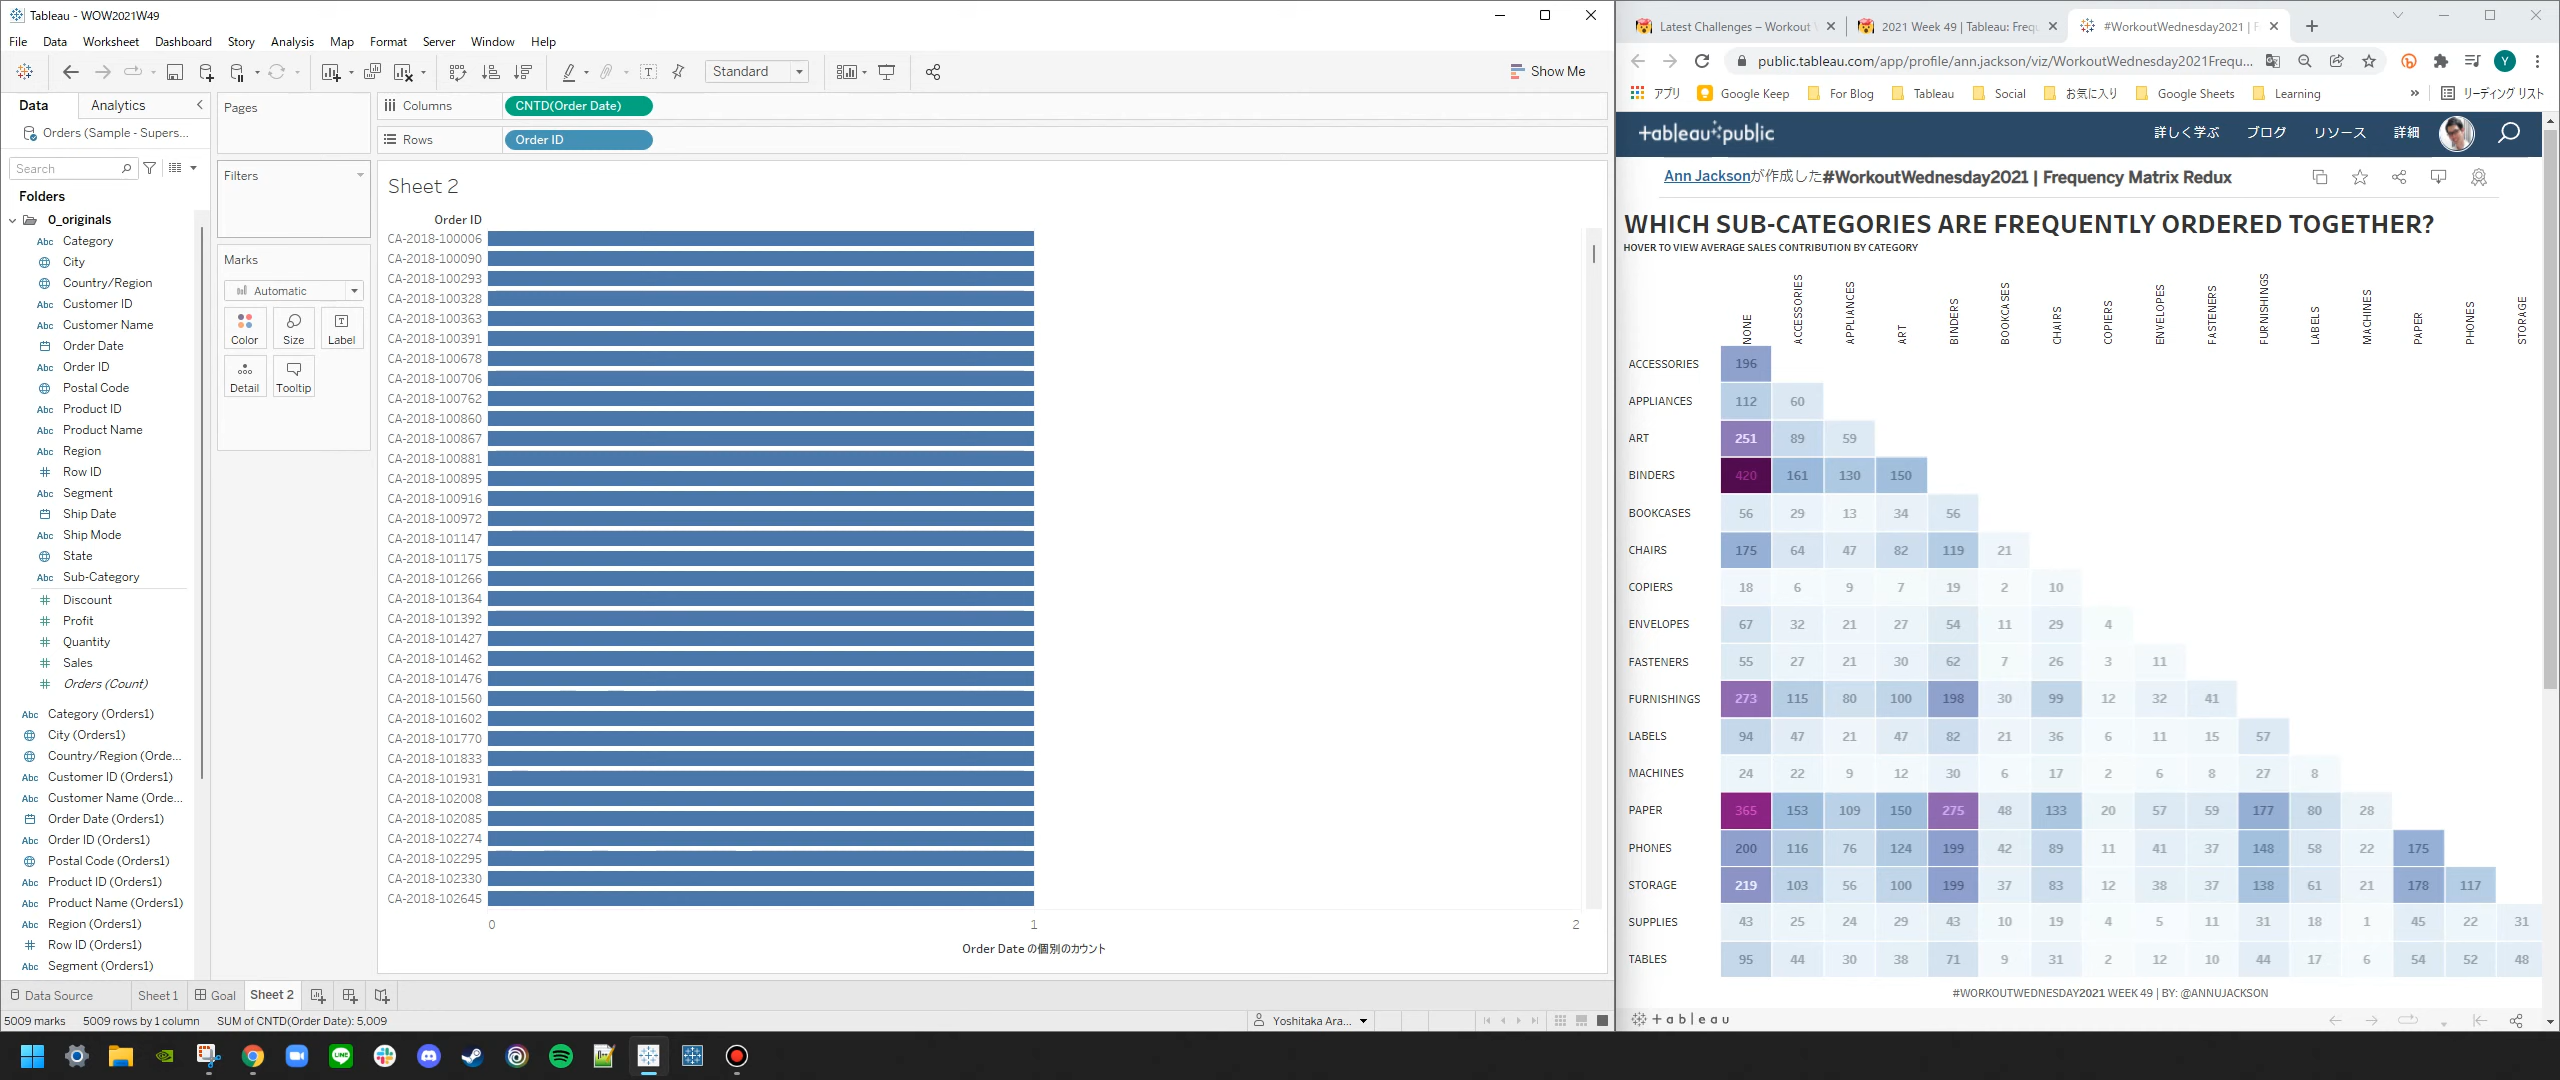 Tableau - WOW2021W49
File Data Worksheet Dashboard Story Analysis Map Format Server Window Help
Standard
Show Me
Data Analytics
Orders (Sample - Supers...
Search
Folders
0_originals
Category
City
Country/Region
Customer ID
Customer Name
Order Date
Order ID
Postal Code
Product ID
Product Name
Region
Row ID
Segment
Ship Date
Ship Mode
State
Sub-Category
Discount
Profit
Quantity
Sales
Orders (Count)
Category (Orders1)
City (Orders1)
Country/Region (Orde...
Customer ID (Orders1)
Customer Name (Orde...
Order Date (Orders1)
Order ID (Orders1)
Postal Code (Orders1)
Product ID (Orders1)
Product Name (Orders1)
Region (Orders1)
Row ID (Orders1)
Segment (Orders1)
Pages
Filters
Marks
Automatic
Color Size Label
Detail Tooltip
Columns CNTD(Order Date)
Rows Order ID
Sheet 2
Order ID
CA-2018-100006
CA-2018-100090
CA-2018-100293
CA-2018-100328
CA-2018-100363
CA-2018-100391
CA-2018-100678
CA-2018-100706
CA-2018-100762
CA-2018-100860
CA-2018-100867
CA-2018-100881
CA-2018-100895
CA-2018-100916
CA-2018-100972
CA-2018-101147
CA-2018-101175
CA-2018-101266
CA-2018-101364
CA-2018-101392
CA-2018-101427
CA-2018-101462
CA-2018-101476
CA-2018-101560
CA-2018-101602
CA-2018-101770
CA-2018-101833
CA-2018-101931
CA-2018-102008
CA-2018-102085
CA-2018-102274
CA-2018-102295
CA-2018-102330
CA-2018-102645
0 1 2
Order Date の個別のカウント
Data Source Sheet 1 Goal Sheet 2
5009 marks 5009 rows by 1 column SUM of CNTD(Order Date): 5,009
Yoshitaka Ara...
Latest Challenges – Workout 2021 Week 49 | Tableau: Frequ #WorkoutWednesday2021 | F
public.tableau.com/app/profile/ann.jackson/viz/WorkoutWednesday2021Frequ...
Y
アプリ Google Keep For Blog Tableau Social お気に入り Google Sheets Learning » リーディング リスト
tableau public
詳しく学ぶ ブログ リソース 詳細
Ann Jacksonが作成した#WorkoutWednesday2021 | Frequency Matrix Redux
WHICH SUB-CATEGORIES ARE FREQUENTLY ORDERED TOGETHER?
HOVER TO VIEW AVERAGE SALES CONTRIBUTION BY CATEGORY
NONE ACCESSORIES APPLIANCES ART BINDERS BOOKCASES CHAIRS COPIERS ENVELOPES FASTENERS FURNISHINGS LABELS MACHINES PAPER PHONES STORAGE
ACCESSORIES 196
APPLIANCES 112 60
ART 251 89 59
BINDERS 420 161 130 150
BOOKCASES 56 29 13 34 56
CHAIRS 175 64 47 82 119 21
COPIERS 18 6 9 7 19 2 10
ENVELOPES 67 32 21 27 54 11 29 4
FASTENERS 55 27 21 30 62 7 26 3 11
FURNISHINGS 273 115 80 100 198 30 99 12 32 41
LABELS 94 47 21 47 82 21 36 6 11 15 57
MACHINES 24 22 9 12 30 6 17 2 6 8 27 8
PAPER 365 153 109 150 275 48 133 20 57 59 177 80 28
PHONES 200 116 76 124 199 42 89 11 41 37 148 58 22 175
STORAGE 219 103 56 100 199 37 83 12 38 37 138 61 21 178 117
SUPPLIES 43 25 24 29 43 10 19 4 5 11 31 18 1 45 22 31
TABLES 95 44 30 38 71 9 31 2 12 10 44 17 6 54 52 48
#WORKOUTWEDNESDAY2021 WEEK 49 | BY: @ANNUJACKSON
tableau